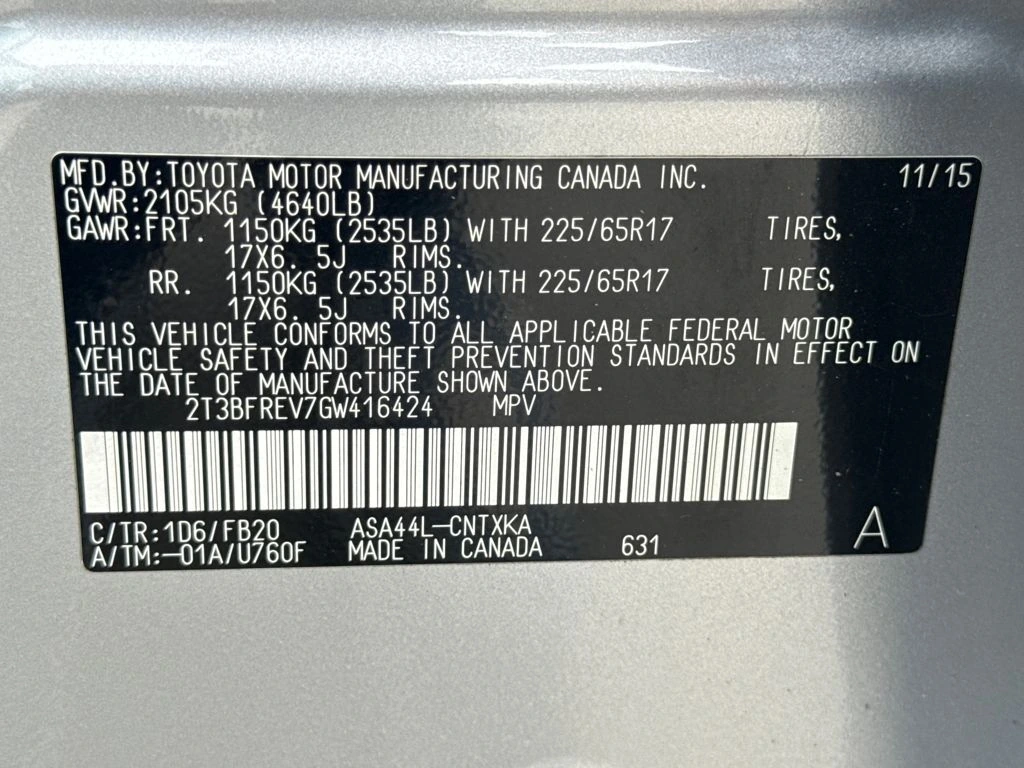 MFD.BY:TOYOTA MOTOR MANUFACTURING CANADA INC. 11/15
GVWR:2105KG (4640LB)
GAWR:FRT. 1150KG (2535LB) WITH 225/65R17 TIRES,
17X6. 5J RIMS.
RR. 1150KG (2535LB) WITH 225/65R17 TIRES,
17X6. 5J RIMS.
THIS VEHICLE CONFORMS TO ALL APPLICABLE FEDERAL MOTOR
VEHICLE SAFETY AND THEFT PREVENTION STANDARDS IN EFFECT ON
THE DATE OF MANUFACTURE SHOWN ABOVE.
2T3BFREV7GW416424 MPV
C/TR:1D6/FB20 ASA44L-CNTXKA
A/TM:-01A/U760F MADE IN CANADA 631 A